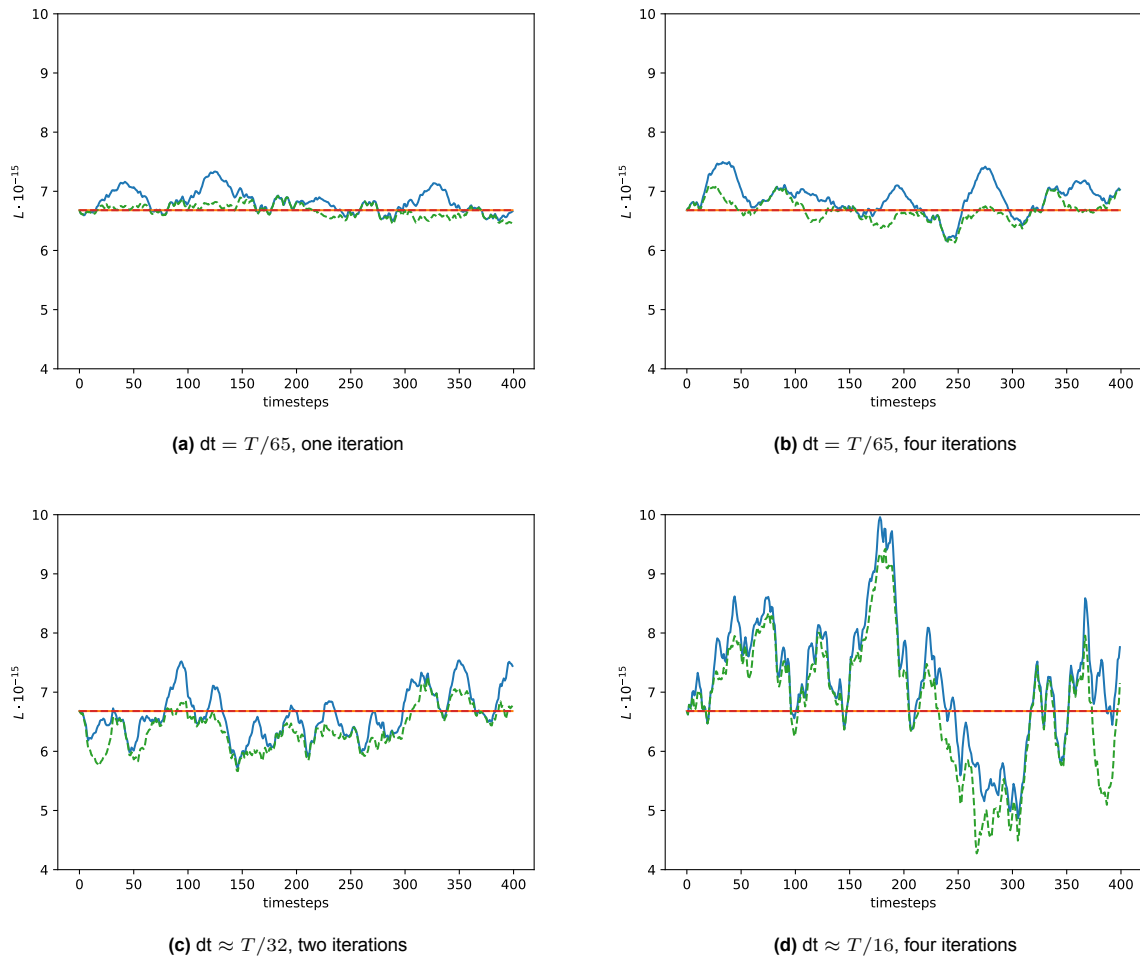 10
9
8
7
6
5
4
L · 10⁻¹⁵
0 50 100 150 200 250 300 350 400
timesteps
(a) dt = T/65, one iteration
10
9
8
7
6
5
4
L · 10⁻¹⁵
0 50 100 150 200 250 300 350 400
timesteps
(b) dt = T/65, four iterations
10
9
8
7
6
5
4
L · 10⁻¹⁵
0 50 100 150 200 250 300 350 400
timesteps
(c) dt ≈ T/32, two iterations
10
9
8
7
6
5
4
L · 10⁻¹⁵
0 50 100 150 200 250 300 350 400
timesteps
(d) dt ≈ T/16, four iterations